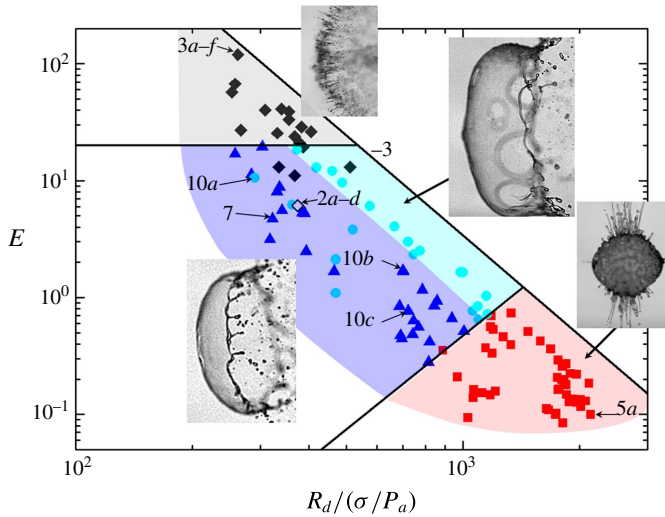 10²
3a–f
10¹
–3
10a
2a–d
7
E
10b
10⁰
10c
10⁻¹
5a
10²
10³
R_d/(σ/P_a)